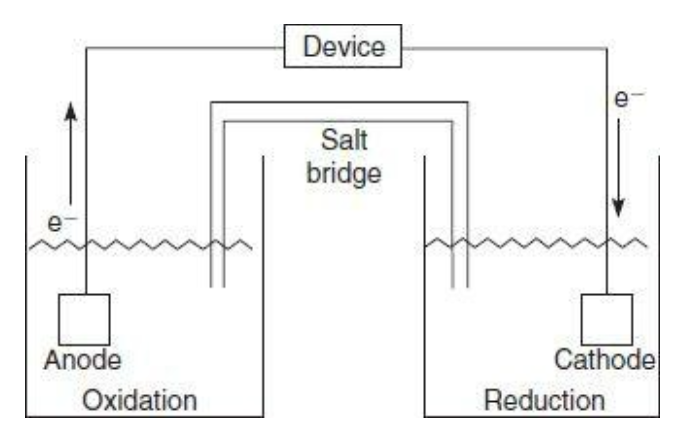 Device
e⁻
Salt
bridge
e⁻
Anode
Cathode
Oxidation
Reduction